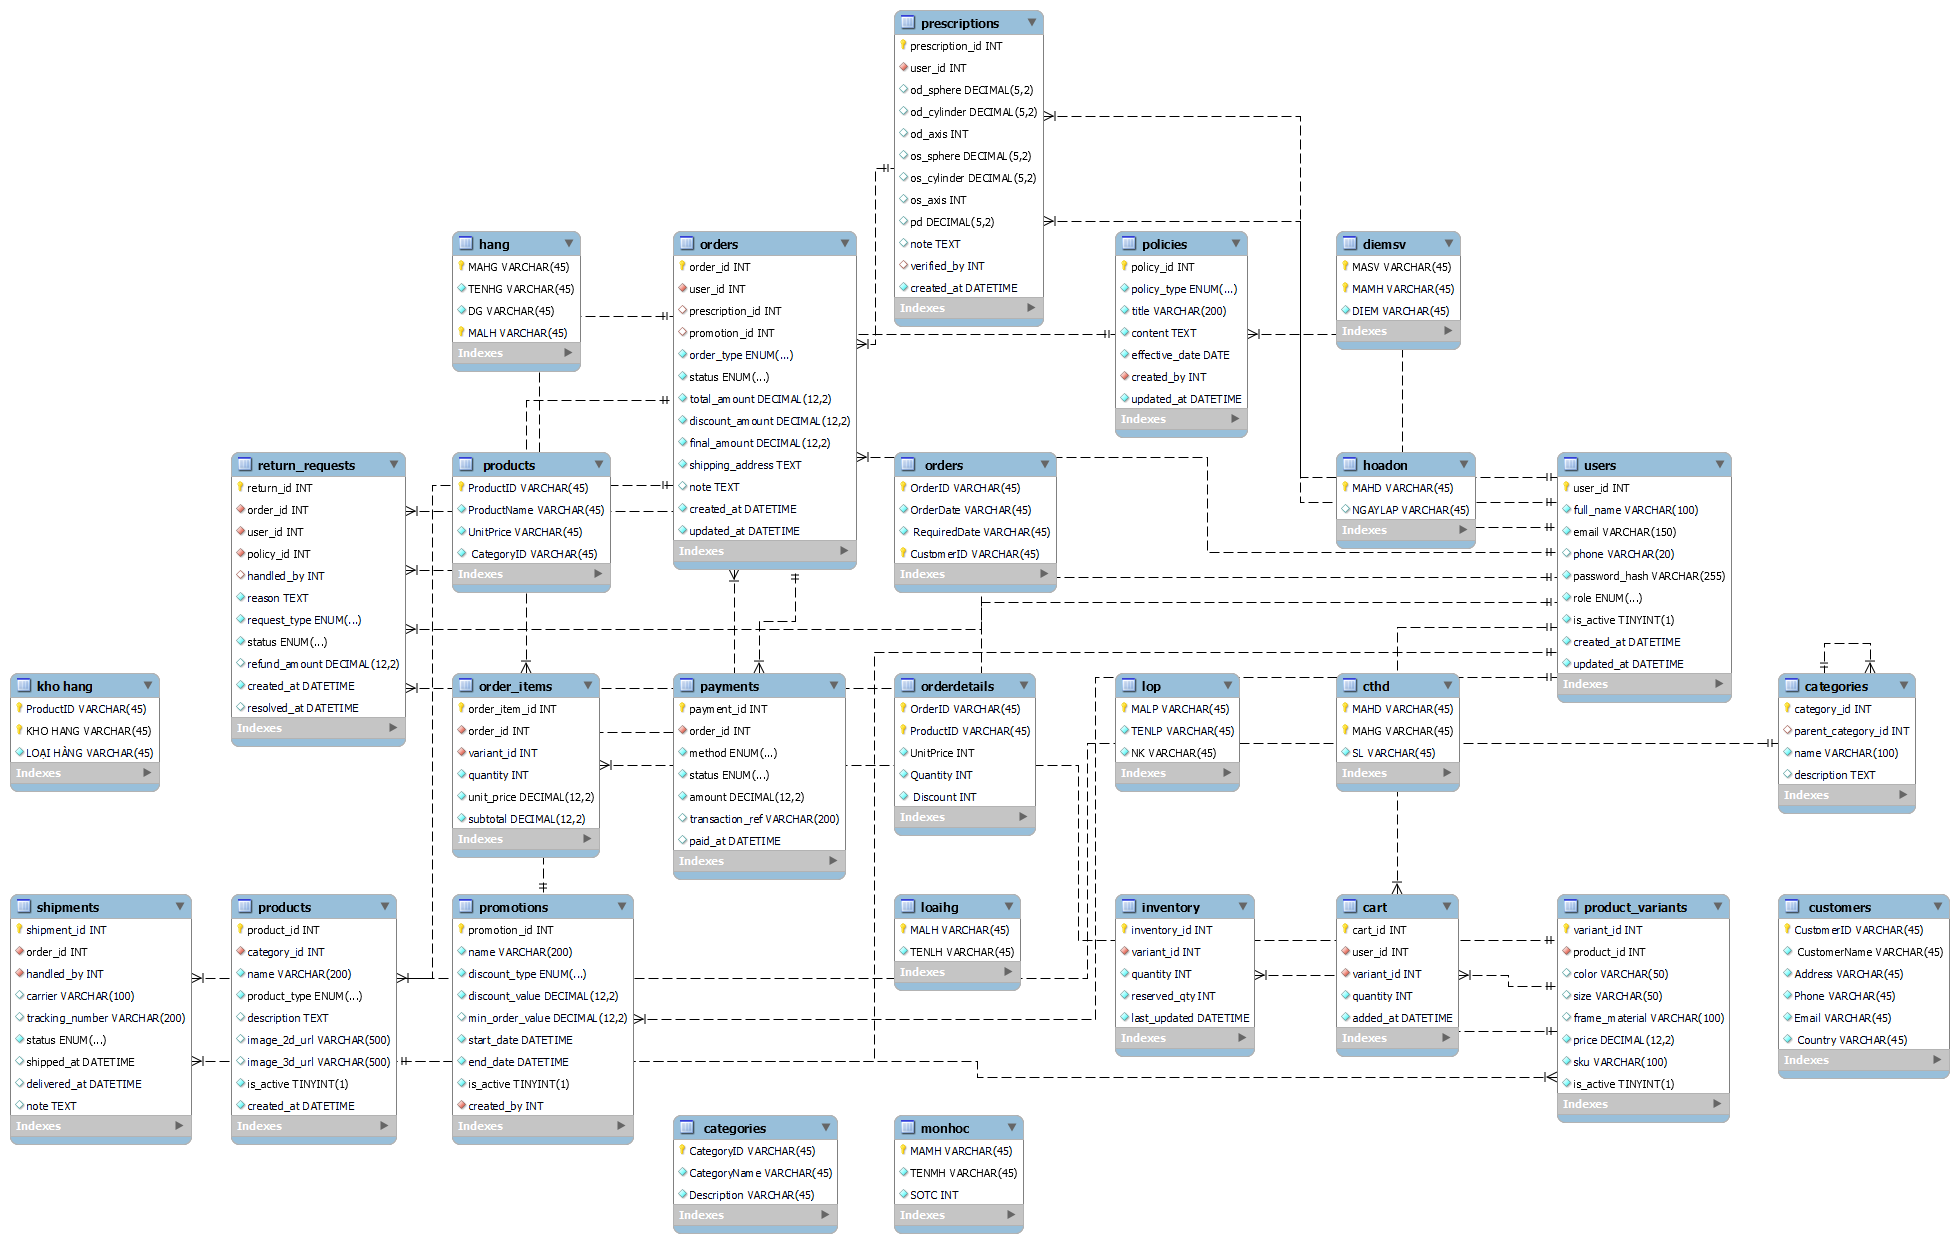 prescriptions
prescription_id INT
user_id INT
od_sphere DECIMAL(5,2)
od_cylinder DECIMAL(5,2)
od_axis INT
os_sphere DECIMAL(5,2)
os_cylinder DECIMAL(5,2)
os_axis INT
pd DECIMAL(5,2)
note TEXT
verified_by INT
created_at DATETIME
Indexes
hang
MAHG VARCHAR(45)
TENHG VARCHAR(45)
DG VARCHAR(45)
MALH VARCHAR(45)
Indexes
orders
order_id INT
user_id INT
prescription_id INT
promotion_id INT
order_type ENUM(...)
status ENUM(...)
total_amount DECIMAL(12,2)
discount_amount DECIMAL(12,2)
final_amount DECIMAL(12,2)
shipping_address TEXT
note TEXT
created_at DATETIME
updated_at DATETIME
Indexes
policies
policy_id INT
policy_type ENUM(...)
title VARCHAR(200)
content TEXT
effective_date DATE
created_by INT
updated_at DATETIME
Indexes
diemsv
MASV VARCHAR(45)
MAMH VARCHAR(45)
DIEM VARCHAR(45)
Indexes
return_requests
return_id INT
order_id INT
user_id INT
policy_id INT
handled_by INT
reason TEXT
request_type ENUM(...)
status ENUM(...)
refund_amount DECIMAL(12,2)
created_at DATETIME
resolved_at DATETIME
Indexes
products
ProductID VARCHAR(45)
ProductName VARCHAR(45)
UnitPrice VARCHAR(45)
CategoryID VARCHAR(45)
Indexes
orders
OrderID VARCHAR(45)
OrderDate VARCHAR(45)
RequiredDate VARCHAR(45)
CustomerID VARCHAR(45)
Indexes
hoadon
MAHD VARCHAR(45)
NGAYLAP VARCHAR(45)
Indexes
users
user_id INT
full_name VARCHAR(100)
email VARCHAR(150)
phone VARCHAR(20)
password_hash VARCHAR(255)
role ENUM(...)
is_active TINYINT(1)
created_at DATETIME
updated_at DATETIME
Indexes
kho hang
ProductID VARCHAR(45)
KHO HANG VARCHAR(45)
LOẠI HÀNG VARCHAR(45)
Indexes
order_items
order_item_id INT
order_id INT
variant_id INT
quantity INT
unit_price DECIMAL(12,2)
subtotal DECIMAL(12,2)
Indexes
payments
payment_id INT
order_id INT
method ENUM(...)
status ENUM(...)
amount DECIMAL(12,2)
transaction_ref VARCHAR(200)
paid_at DATETIME
Indexes
orderdetails
OrderID VARCHAR(45)
ProductID VARCHAR(45)
UnitPrice INT
Quantity INT
Discount INT
Indexes
lop
MALP VARCHAR(45)
TENLP VARCHAR(45)
NK VARCHAR(45)
Indexes
cthd
MAHD VARCHAR(45)
MAHG VARCHAR(45)
SL VARCHAR(45)
Indexes
categories
category_id INT
parent_category_id INT
name VARCHAR(100)
description TEXT
Indexes
shipments
shipment_id INT
order_id INT
handled_by INT
carrier VARCHAR(100)
tracking_number VARCHAR(200)
status ENUM(...)
shipped_at DATETIME
delivered_at DATETIME
note TEXT
Indexes
products
product_id INT
category_id INT
name VARCHAR(200)
product_type ENUM(...)
description TEXT
image_2d_url VARCHAR(500)
image_3d_url VARCHAR(500)
is_active TINYINT(1)
created_at DATETIME
Indexes
promotions
promotion_id INT
name VARCHAR(200)
discount_type ENUM(...)
discount_value DECIMAL(12,2)
min_order_value DECIMAL(12,2)
start_date DATETIME
end_date DATETIME
is_active TINYINT(1)
created_by INT
Indexes
loaihg
MALH VARCHAR(45)
TENLH VARCHAR(45)
Indexes
inventory
inventory_id INT
variant_id INT
quantity INT
reserved_qty INT
last_updated DATETIME
Indexes
cart
cart_id INT
user_id INT
variant_id INT
quantity INT
added_at DATETIME
Indexes
product_variants
variant_id INT
product_id INT
color VARCHAR(50)
size VARCHAR(50)
frame_material VARCHAR(100)
price DECIMAL(12,2)
sku VARCHAR(100)
is_active TINYINT(1)
Indexes
customers
CustomerID VARCHAR(45)
CustomerName VARCHAR(45)
Address VARCHAR(45)
Phone VARCHAR(45)
Email VARCHAR(45)
Country VARCHAR(45)
Indexes
categories
CategoryID VARCHAR(45)
CategoryName VARCHAR(45)
Description VARCHAR(45)
Indexes
monhoc
MAMH VARCHAR(45)
TENMH VARCHAR(45)
SOTC INT
Indexes